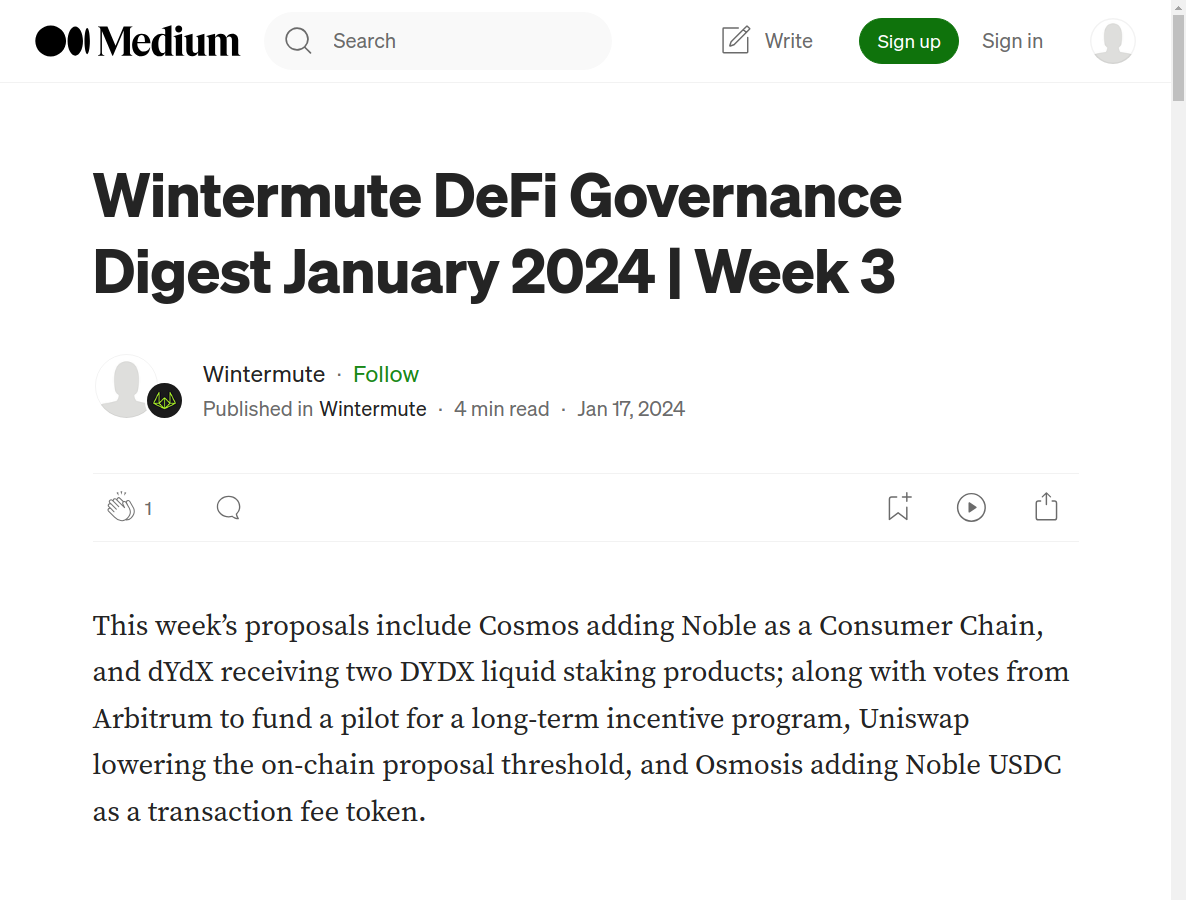 Medium
Search
Write
Sign up
Sign in
Wintermute DeFi Governance
Digest January 2024 | Week 3
Wintermute · Follow
Published in Wintermute · 4 min read · Jan 17, 2024
1
This week’s proposals include Cosmos adding Noble as a Consumer Chain,
and dYdX receiving two DYDX liquid staking products; along with votes from
Arbitrum to fund a pilot for a long-term incentive program, Uniswap
lowering the on-chain proposal threshold, and Osmosis adding Noble USDC
as a transaction fee token.